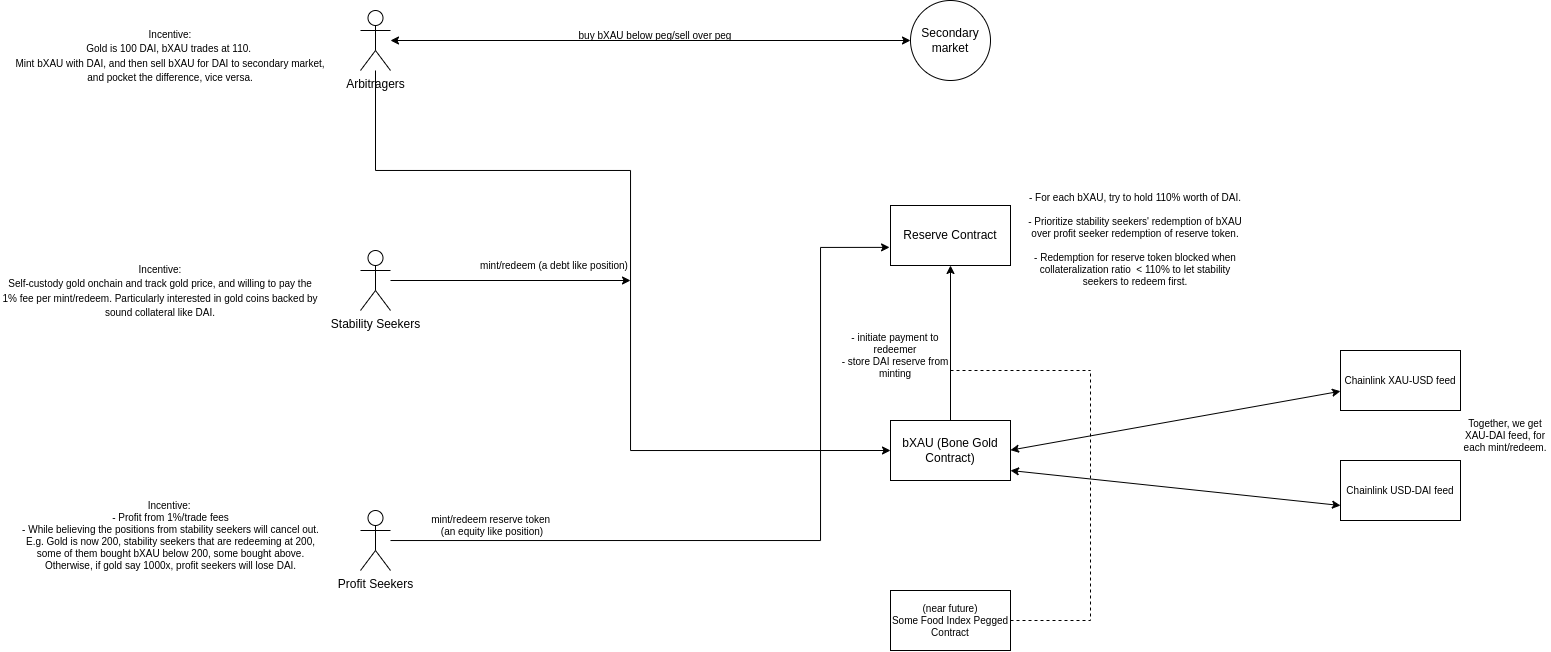 Incentive:
Gold is 100 DAI, bXAU trades at 110.
Mint bXAU with DAI, and then sell bXAU for DAI to secondary market,
and pocket the difference, vice versa.
Arbitragers
buy bXAU below peg/sell over peg
Secondary
market
Incentive:
Self-custody gold onchain and track gold price, and willing to pay the
1% fee per mint/redeem. Particularly interested in gold coins backed by
sound collateral like DAI.
Stability Seekers
mint/redeem (a debt like position)
Reserve Contract
- For each bXAU, try to hold 110% worth of DAI.
- Prioritize stability seekers' redemption of bXAU
over profit seeker redemption of reserve token.
- Redemption for reserve token blocked when
collateralization ratio < 110% to let stability
seekers to redeem first.
- initiate payment to
redeemer
- store DAI reserve from
minting
bXAU (Bone Gold
Contract)
Chainlink XAU-USD feed
Together, we get
XAU-DAI feed, for
each mint/redeem.
Chainlink USD-DAI feed
Incentive:
- Profit from 1%/trade fees
- While believing the positions from stability seekers will cancel out.
E.g. Gold is now 200, stability seekers that are redeeming at 200,
some of them bought bXAU below 200, some bought above.
Otherwise, if gold say 1000x, profit seekers will lose DAI.
Profit Seekers
mint/redeem reserve token
(an equity like position)
(near future)
Some Food Index Pegged
Contract